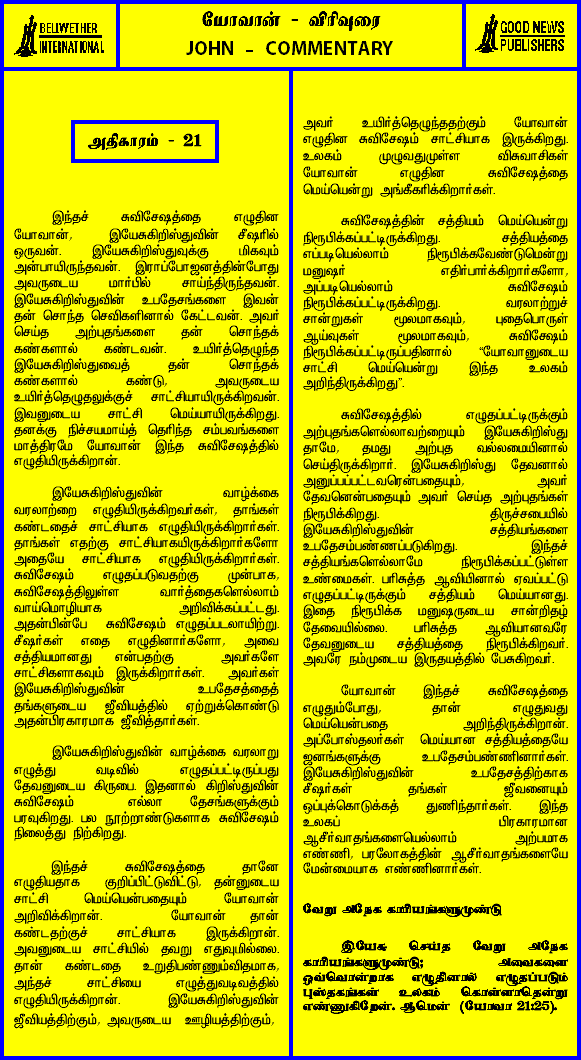 BELWETHER
INTERNATIONAL
யோவான் - விரிவுரை
JOHN - COMMENTARY
GOOD NEWS
PUBLISHERS
அதிகாரம் - 21
இந்தச் சுவிசேஷத்தை எழுதின
யோவான், இயேசுகிறிஸ்துவின் சீஷரில்
ஒருவன். இயேசுகிறிஸ்துவுக்கு மிகவும்
அன்பாயிருந்தவன். இராப்போஜனத்தின்போது
அவருடைய மார்பில் சாய்ந்திருந்தவன்.
இயேசுகிறிஸ்துவின் உபதேசங்களை இவன்
தன் சொந்த செவிகளினால் கேட்டவன். அவர்
செய்த அற்புதங்களை தன் சொந்தக்
கண்களால் கண்டவன். உயிர்த்தெழுந்த
இயேசுகிறிஸ்துவைத் தன் சொந்தக்
கண்களால் கண்டு, அவருடைய
உயிர்த்தெழுதலுக்குச் சாட்சியாயிருக்கிறவன்.
இவனுடைய சாட்சி மெய்யாயிருக்கிறது.
தனக்கு நிச்சயமாய்த் தெரிந்த சம்பவங்களை
மாத்திரமே யோவான் இந்த சுவிசேஷத்தில்
எழுதியிருக்கிறான்.
இயேசுகிறிஸ்துவின் வாழ்க்கை
வரலாற்றை எழுதியிருக்கிறவர்கள், தாங்கள்
கண்டதைச் சாட்சியாக எழுதியிருக்கிறார்கள்.
தாங்கள் எதற்கு சாட்சியாகயிருக்கிறார்களோ
அதையே சாட்சியாக எழுதியிருக்கிறார்கள்.
சுவிசேஷம் எழுதப்படுவதற்கு முன்பாக,
சுவிசேஷத்திலுள்ள வார்த்தைகளெல்லாம்
வாய்மொழியாக அறிவிக்கப்பட்டது.
அதன்பின்பே சுவிசேஷம் எழுதப்படலாயிற்று.
சீஷர்கள் எதை எழுதினார்களோ, அவை
சத்தியமானது என்பதற்கு அவர்களே
சாட்சிகளாகவும் இருக்கிறார்கள். அவர்கள்
இயேசுகிறிஸ்துவின் உபதேசத்தைத்
தங்களுடைய ஜீவியத்தில் ஏற்றுக்கொண்டு
அதன்பிரகாரமாக ஜீவித்தார்கள்.
இயேசுகிறிஸ்துவின் வாழ்க்கை வரலாறு
எழுத்து வடிவில் எழுதப்பட்டிருப்பது
தேவனுடைய கிருபை. இதனால் கிறிஸ்துவின்
சுவிசேஷம் எல்லா தேசங்களுக்கும்
பரவுகிறது. பல நூற்றாண்டுகளாக சுவிசேஷம்
நிலைத்து நிற்கிறது.
இந்தச் சுவிசேஷத்தை தானே
எழுதியதாக குறிப்பிட்டுவிட்டு, தன்னுடைய
சாட்சி மெய்யென்பதையும் யோவான்
அறிவிக்கிறான். யோவான் தான்
கண்டதற்குச் சாட்சியாக இருக்கிறான்.
அவனுடைய சாட்சியில் தவறு எதுவுமில்லை.
தான் கண்டதை உறுதிபண்ணும்விதமாக,
அந்தச் சாட்சியை எழுத்துவடிவத்தில்
எழுதியிருக்கிறான். இயேசுகிறிஸ்துவின்
ஜீவியத்திற்கும், அவருடைய ஊழியத்திற்கும்,
அவர் உயிர்த்தெழுந்ததற்கும் யோவான்
எழுதின சுவிசேஷம் சாட்சியாக இருக்கிறது.
உலகம் முழுவதுமுள்ள விசுவாசிகள்
யோவான் எழுதின சுவிசேஷத்தை
மெய்யென்று அங்கீகரிக்கிறார்கள்.
சுவிசேஷத்தின் சத்தியம் மெய்யென்று
நிரூபிக்கப்பட்டிருக்கிறது. சத்தியத்தை
எப்படியெல்லாம் நிரூபிக்கவேண்டுமென்று
மனுஷர் எதிர்பார்க்கிறார்களோ,
அப்படியெல்லாம் சுவிசேஷம்
நிரூபிக்கப்பட்டிருக்கிறது. வரலாற்றுச்
சான்றுகள் மூலமாகவும், புதைபொருள்
ஆய்வுகள் மூலமாகவும், சுவிசேஷம்
நிரூபிக்கப்பட்டிருப்பதினால் “யோவானுடைய
சாட்சி மெய்யென்று இந்த உலகம்
அறிந்திருக்கிறது”.
சுவிசேஷத்தில் எழுதப்பட்டிருக்கும்
அற்புதங்களெல்லாவற்றையும் இயேசுகிறிஸ்து
தாமே, தமது அற்புத வல்லமையினால்
செய்திருக்கிறார். இயேசுகிறிஸ்து தேவனால்
அனுப்பப்பட்டவரென்பதையும், அவர்
தேவனென்பதையும் அவர் செய்த அற்புதங்கள்
நிரூபிக்கிறது. திருச்சபையில்
இயேசுகிறிஸ்துவின் சத்தியங்களை
உபதேசம்பண்ணப்படுகிறது. இந்தச்
சத்தியங்களெல்லாமே நிரூபிக்கப்பட்டுள்ள
உண்மைகள். பரிசுத்த ஆவியினால் ஏவப்பட்டு
எழுதப்பட்டிருக்கும் சத்தியம் மெய்யானது.
இதை நிரூபிக்க மனுஷருடைய சான்றிதழ்
தேவையில்லை. பரிசுத்த ஆவியானவரே
தேவனுடைய சத்தியத்தை நிரூபிக்கிறவர்.
அவரே நம்முடைய இருதயத்தில் பேசுகிறவர்.
யோவான் இந்தச் சுவிசேஷத்தை
எழுதும்போது, தான் எழுதுவது
மெய்யென்பதை அறிந்திருக்கிறான்.
அப்போஸ்தலர்கள் மெய்யான சத்தியத்தையே
ஜனங்களுக்கு உபதேசம்பண்ணினார்கள்.
இயேசுகிறிஸ்துவின் உபதேசத்திற்காக
சீஷர்கள் தங்கள் ஜீவனையும்
ஒப்புக்கொடுக்கத் துணிந்தார்கள். இந்த
உலகப் பிரகாரமான
ஆசீர்வாதங்களையெல்லாம் அற்பமாக
எண்ணி, பரலோகத்தின் ஆசீர்வாதங்களையே
மேன்மையாக எண்ணினார்கள்.
வேறு அநேக காரியங்களுமுண்டு
இயேசு செய்த வேறு அநேக
காரியங்களுமுண்டு; அவைகளை
ஒவ்வொன்றாக எழுதினால் எழுதப்படும்
புஸ்தகங்கள் உலகம் கொள்ளாதென்று
எண்ணுகிறேன். ஆமென் (யோவா 21:25).